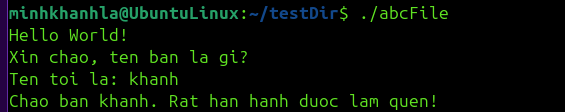 minhkhanhla@UbuntuLinux:~/testDir$ ./abcFile
Hello World!
Xin chao, ten ban la gi?
Ten toi la: khanh
Chao ban khanh. Rat han hanh duoc lam quen!